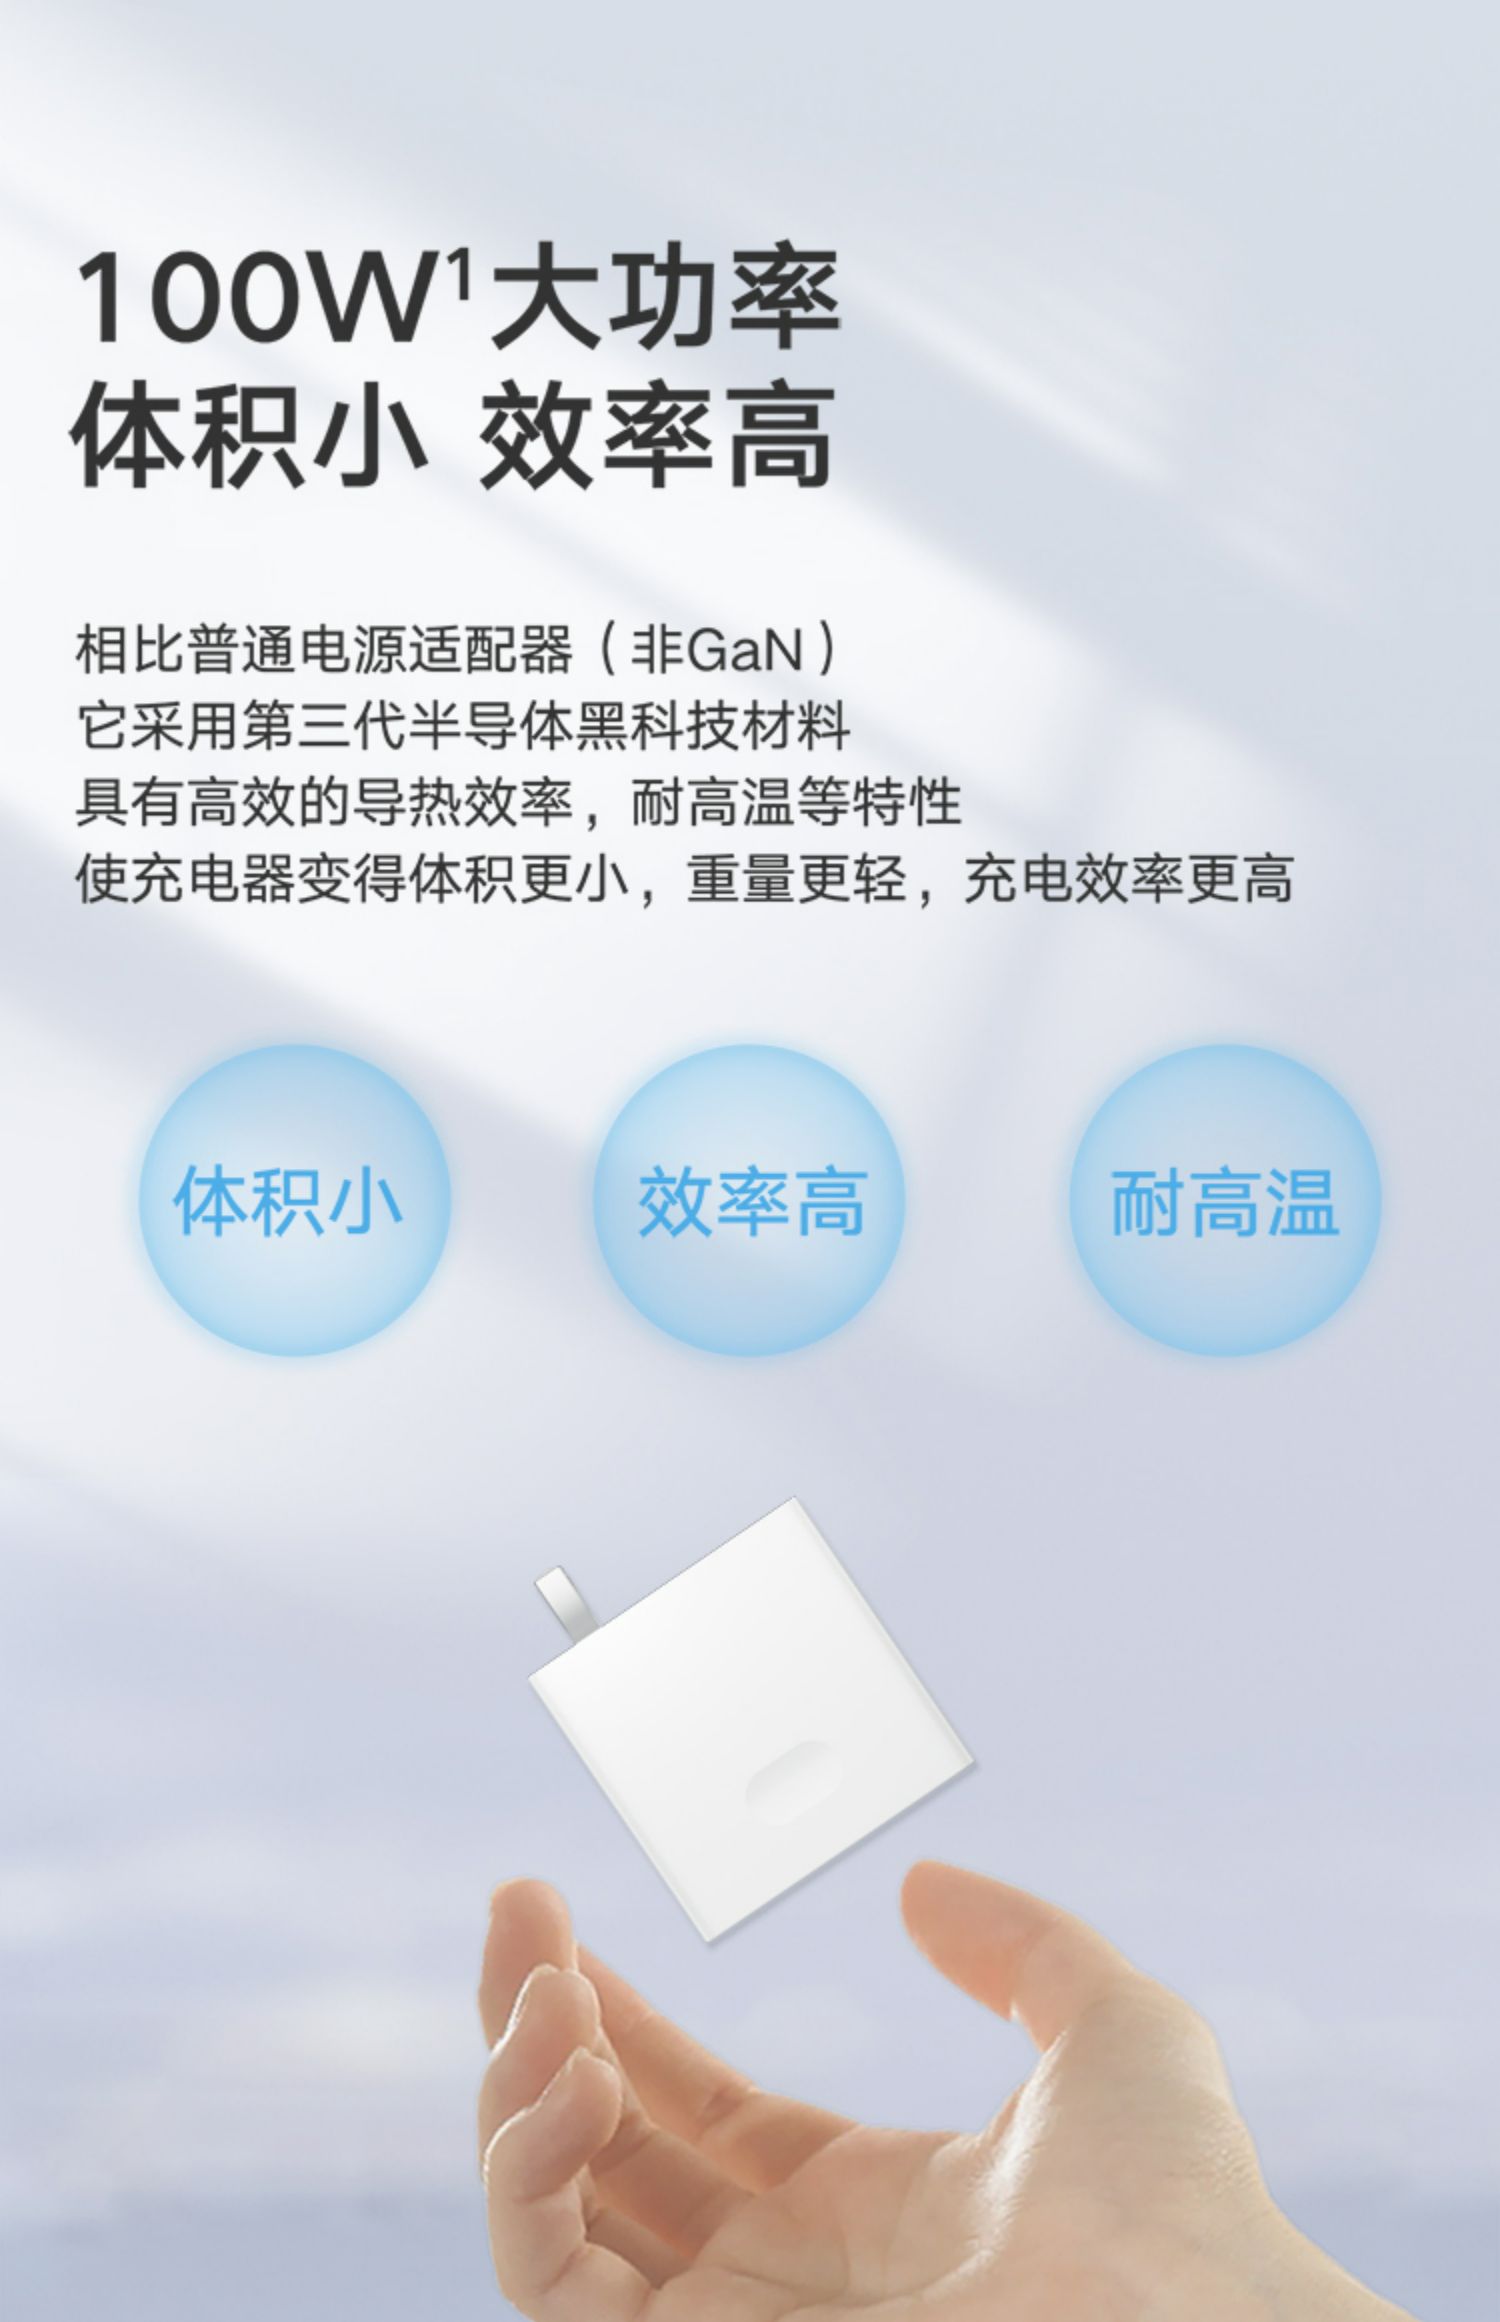 100W¹大功率
体积小 效率高
相比普通电源适配器（非GaN）
它采用第三代半导体黑科技材料
具有高效的导热效率，耐高温等特性
使充电器变得体积更小，重量更轻，充电效率更高
体积小
效率高
耐高温